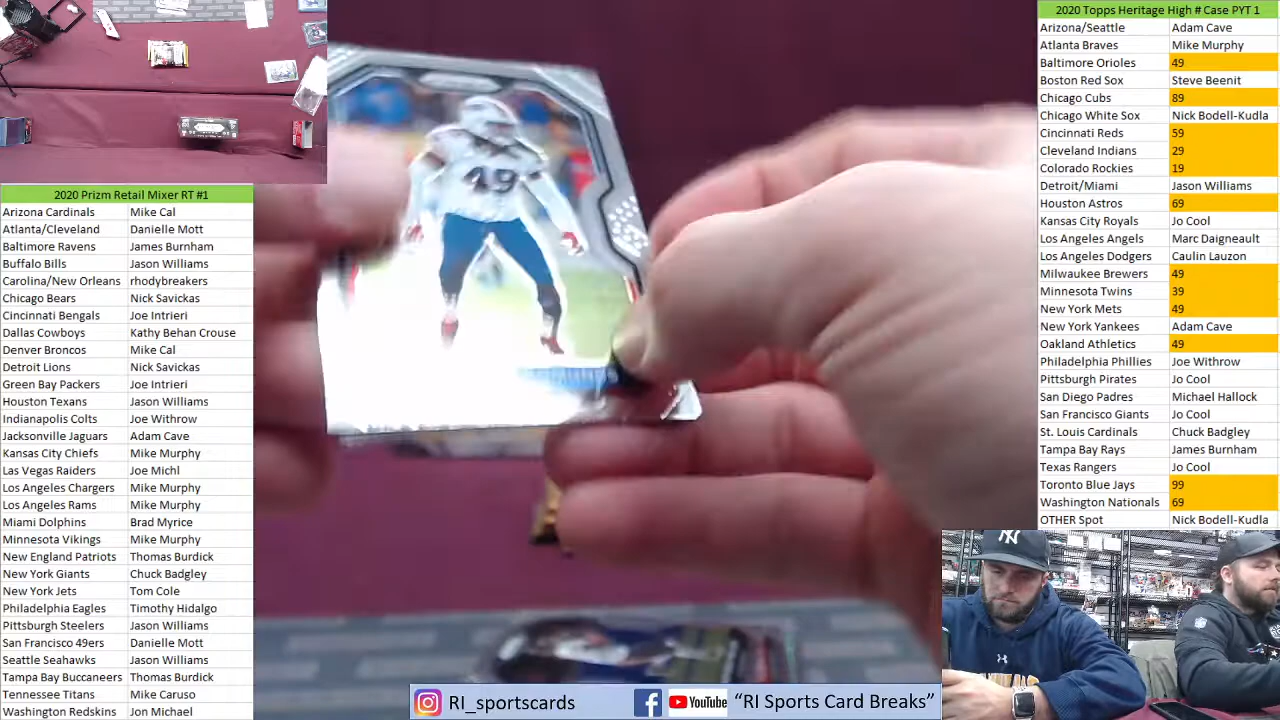 2020 Prizm Retail Mixer RT #1
Arizona Cardinals Mike Cal
Atlanta/Cleveland Danielle Mott
Baltimore Ravens James Burnham
Buffalo Bills Jason Williams
Carolina/New Orleans rhodybreakers
Chicago Bears Nick Savickas
Cincinnati Bengals Joe Intrieri
Dallas Cowboys Kathy Behan Crouse
Denver Broncos Mike Cal
Detroit Lions Nick Savickas
Green Bay Packers Joe Intrieri
Houston Texans Jason Williams
Indianapolis Colts Joe Withrow
Jacksonville Jaguars Adam Cave
Kansas City Chiefs Mike Murphy
Las Vegas Raiders Joe Michl
Los Angeles Chargers Mike Murphy
Los Angeles Rams Mike Murphy
Miami Dolphins Brad Myrice
Minnesota Vikings Mike Murphy
New England Patriots Thomas Burdick
New York Giants Chuck Badgley
New York Jets Tom Cole
Philadelphia Eagles Timothy Hidalgo
Pittsburgh Steelers Jason Williams
San Francisco 49ers Danielle Mott
Seattle Seahawks Jason Williams
Tampa Bay Buccaneers Thomas Burdick
Tennessee Titans Mike Caruso
Washington Redskins Jon Michael
49
2020 Topps Heritage High # Case PYT 1
Arizona/Seattle Adam Cave
Atlanta Braves Mike Murphy
Baltimore Orioles 49
Boston Red Sox Steve Beenit
Chicago Cubs 89
Chicago White Sox Nick Bodell-Kudla
Cincinnati Reds 59
Cleveland Indians 29
Colorado Rockies 19
Detroit/Miami Jason Williams
Houston Astros 69
Kansas City Royals Jo Cool
Los Angeles Angels Marc Daigneault
Los Angeles Dodgers Caulin Lauzon
Milwaukee Brewers 49
Minnesota Twins 39
New York Mets 49
New York Yankees Adam Cave
Oakland Athletics 49
Philadelphia Phillies Joe Withrow
Pittsburgh Pirates Jo Cool
San Diego Padres Michael Hallock
San Francisco Giants Jo Cool
St. Louis Cardinals Chuck Badgley
Tampa Bay Rays James Burnham
Texas Rangers Jo Cool
Toronto Blue Jays 99
Washington Nationals 69
OTHER Spot Nick Bodell-Kudla
NY
RI_sportscards
YouTube
"RI Sports Card Breaks"